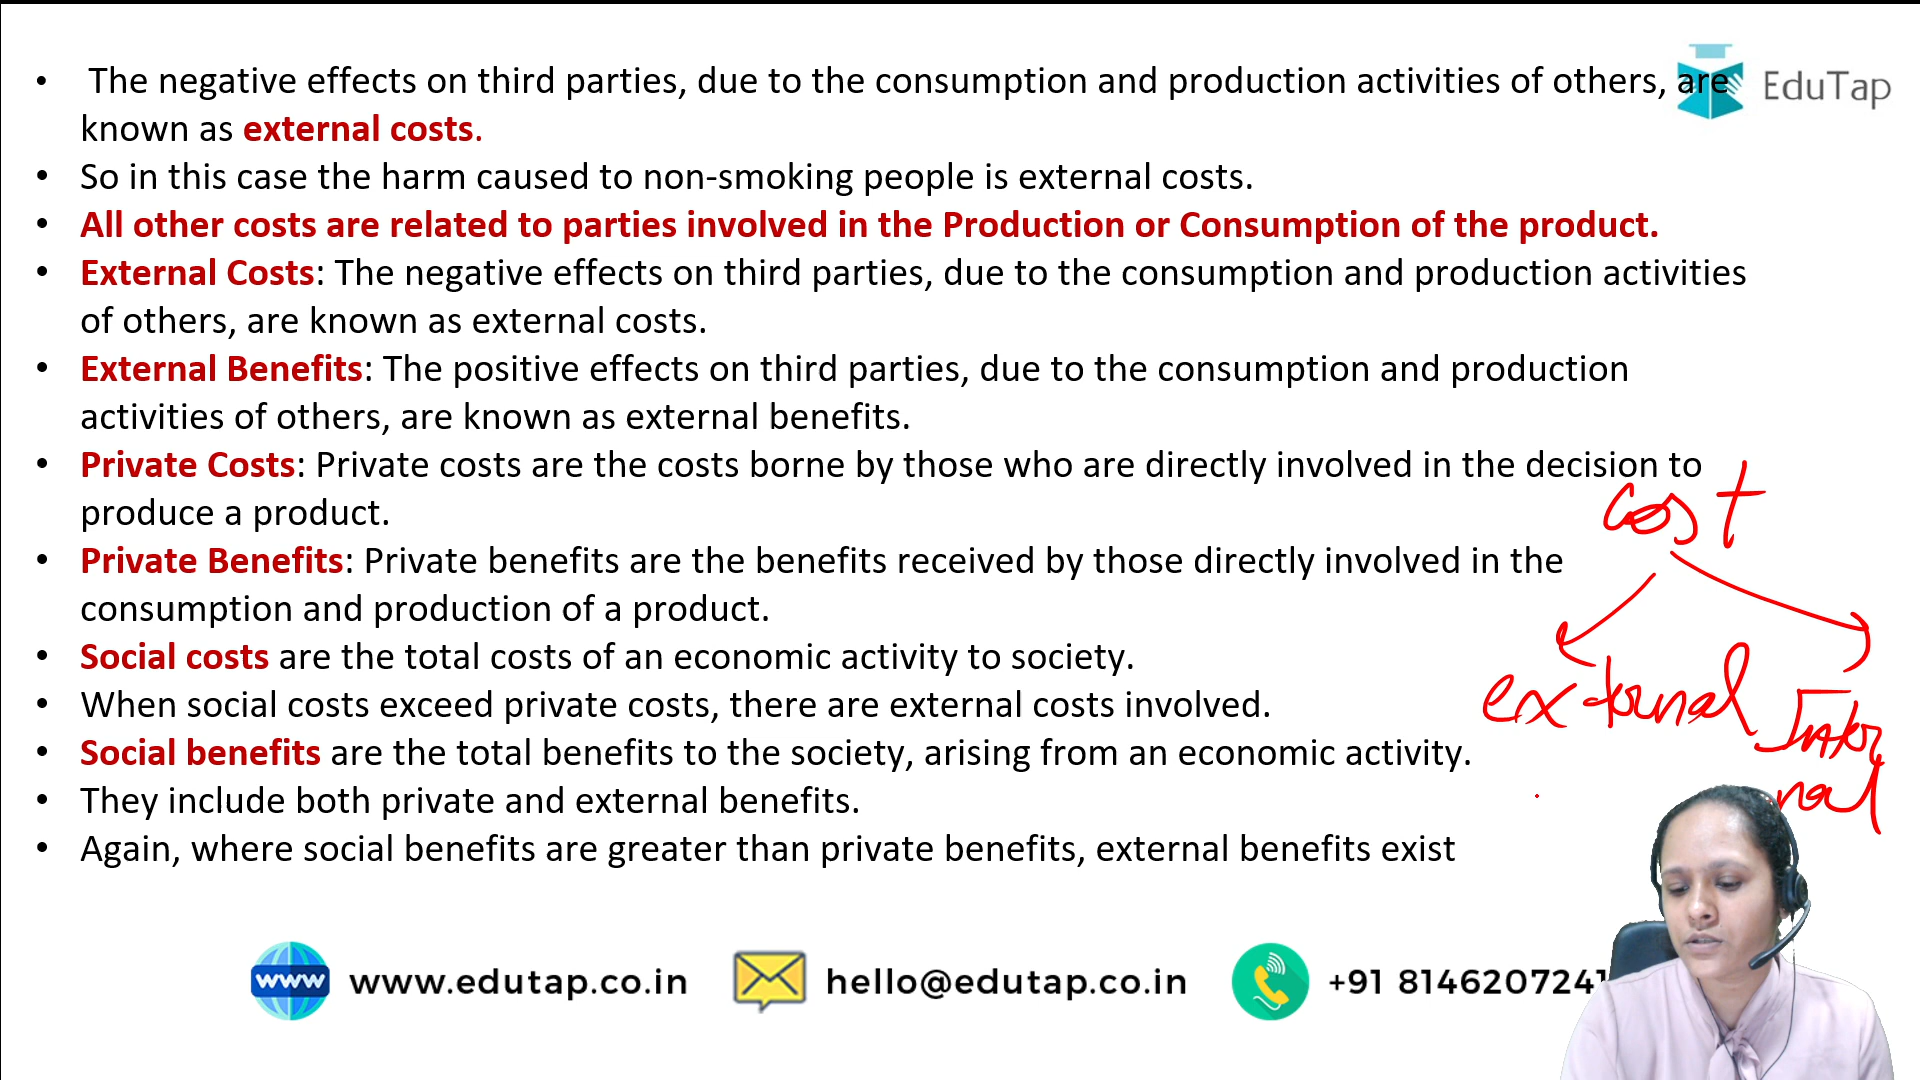 • The negative effects on third parties, due to the consumption and production activities of others, are
known as external costs.
• So in this case the harm caused to non-smoking people is external costs.
• All other costs are related to parties involved in the Production or Consumption of the product.
• External Costs: The negative effects on third parties, due to the consumption and production activities
of others, are known as external costs.
• External Benefits: The positive effects on third parties, due to the consumption and production
activities of others, are known as external benefits.
• Private Costs: Private costs are the costs borne by those who are directly involved in the decision to
produce a product.
• Private Benefits: Private benefits are the benefits received by those directly involved in the
consumption and production of a product.
• Social costs are the total costs of an economic activity to society.
• When social costs exceed private costs, there are external costs involved.
• Social benefits are the total benefits to the society, arising from an economic activity.
• They include both private and external benefits.
• Again, where social benefits are greater than private benefits, external benefits exist
EduTap
cost
external
Inter
nal
www www.edutap.co.in
hello@edutap.co.in
+91 8146207241